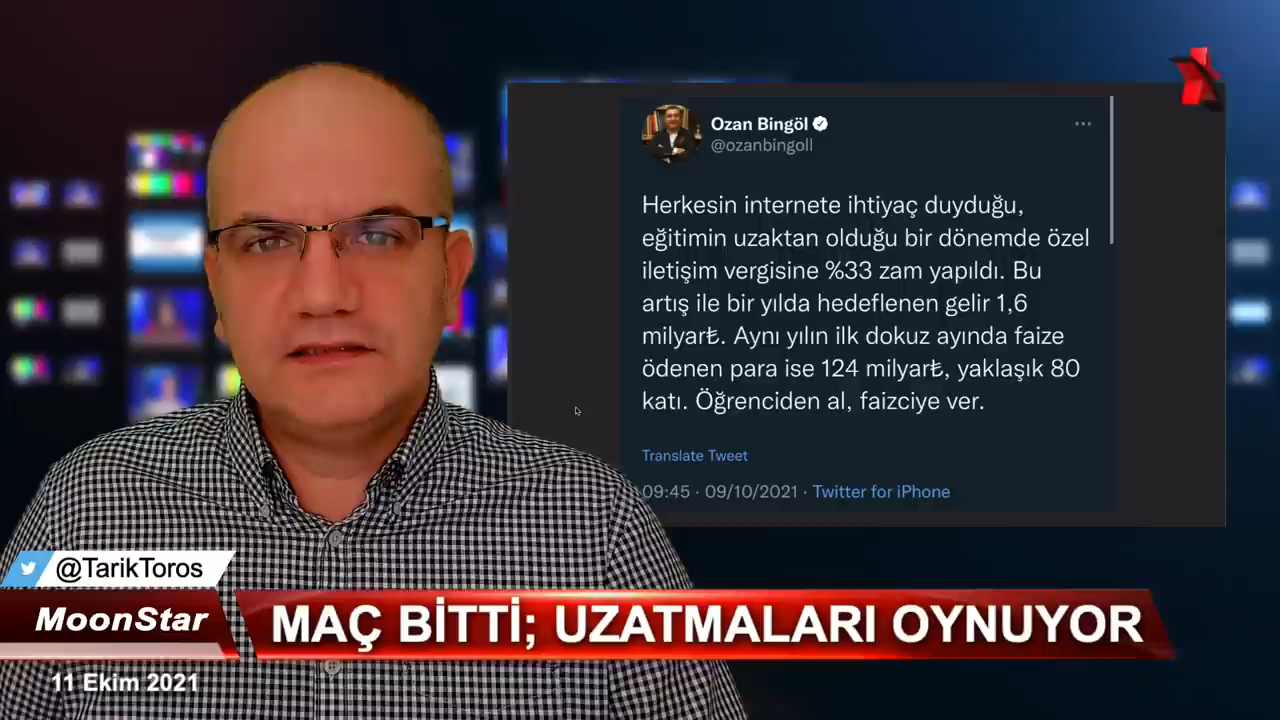 Ozan Bingöl
@ozanbingoll
Herkesin internete ihtiyaç duyduğu,
eğitimin uzaktan olduğu bir dönemde özel
iletişim vergisine %33 zam yapıldı. Bu
artış ile bir yılda hedeflenen gelir 1,6
milyar₺. Aynı yılın ilk dokuz ayında faize
ödenen para ise 124 milyar₺, yaklaşık 80
katı. Öğrenciden al, faizciye ver.
Translate Tweet
09:45 · 09/10/2021 · Twitter for iPhone
@TarikToros
MoonStar
MAÇ BİTTİ; UZATMALARI OYNUYOR
11 Ekim 2021